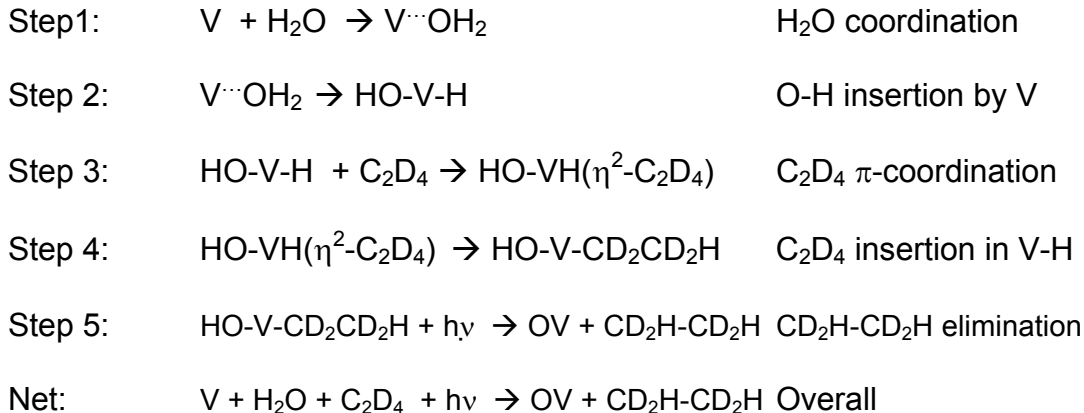 Step1: V + H₂O → V⋯OH₂ H₂O coordination
Step 2: V⋯OH₂ → HO-V-H O-H insertion by V
Step 3: HO-V-H + C₂D₄ → HO-VH(η²-C₂D₄) C₂D₄ π-coordination
Step 4: HO-VH(η²-C₂D₄) → HO-V-CD₂CD₂H C₂D₄ insertion in V-H
Step 5: HO-V-CD₂CD₂H + hν → OV + CD₂H-CD₂H CD₂H-CD₂H elimination
Net: V + H₂O + C₂D₄ + hν → OV + CD₂H-CD₂H Overall